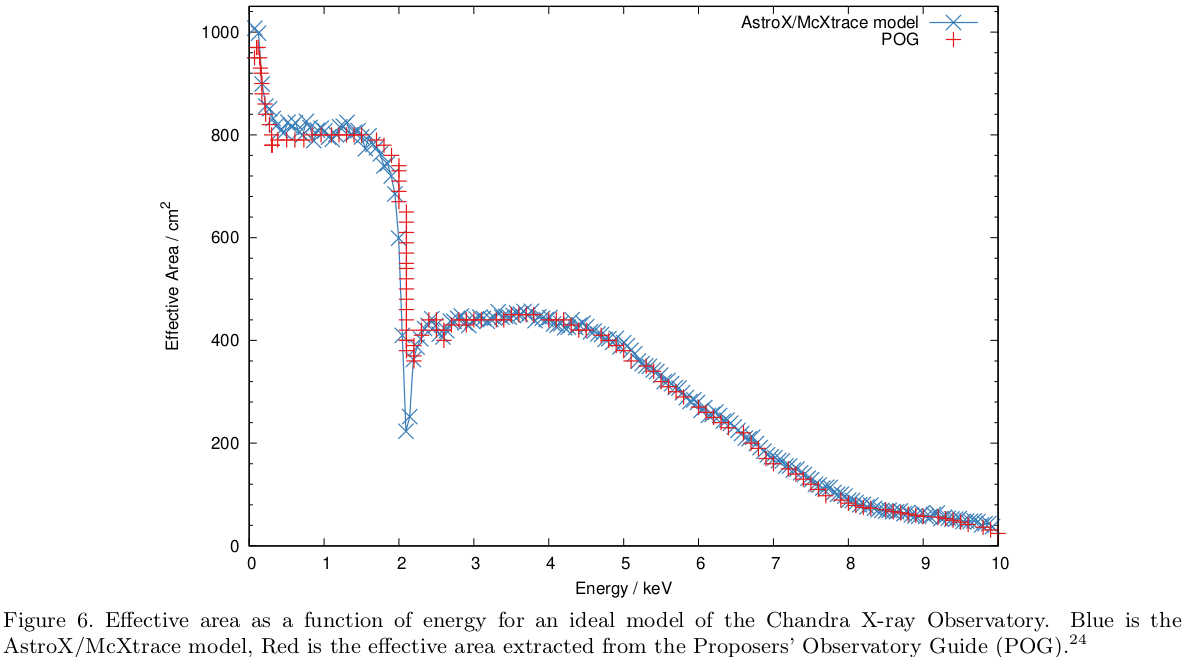 AstroX/McXtrace model
POG
1000
800
600
400
200
0
Effective Area / cm²
0 1 2 3 4 5 6 7 8 9 10
Energy / keV
Figure 6. Effective area as a function of energy for an ideal model of the Chandra X-ray Observatory. Blue is the
AstroX/McXtrace model, Red is the effective area extracted from the Proposers' Observatory Guide (POG).²⁴